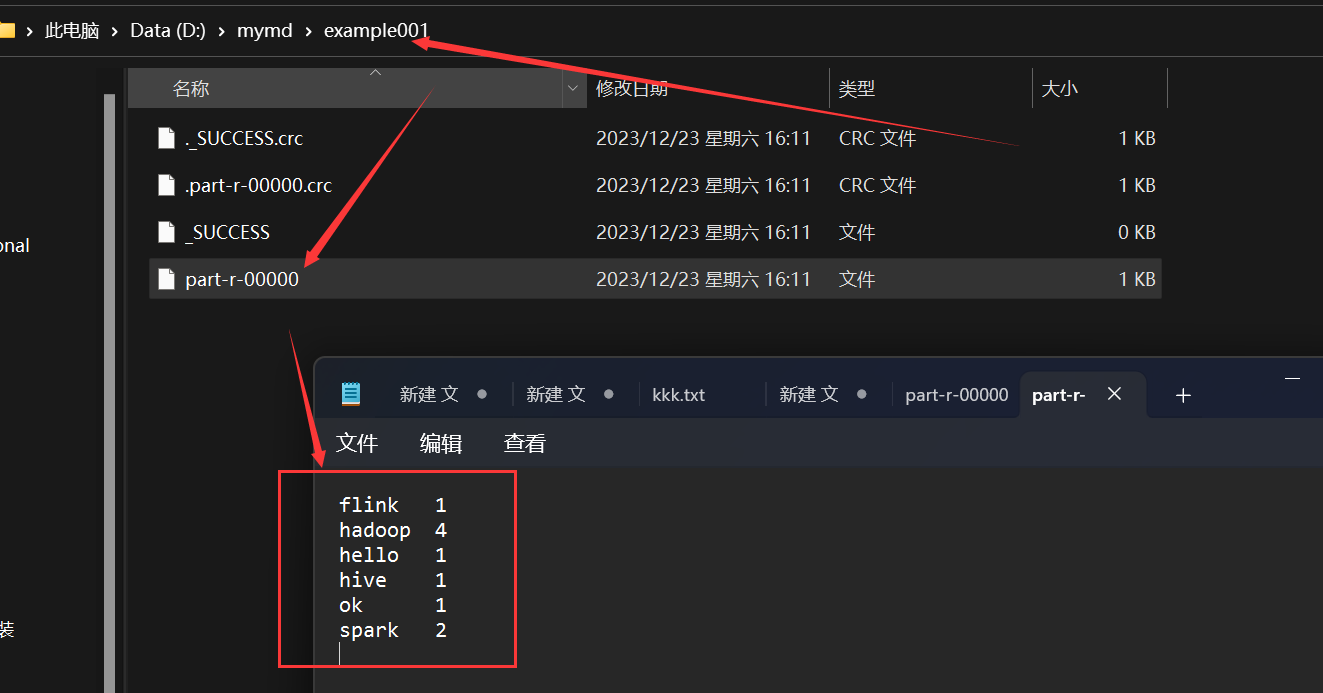 此电脑 > Data (D:) > mymd > example001
名称 修改日期 类型 大小
._SUCCESS.crc 2023/12/23 星期六 16:11 CRC 文件 1 KB
.part-r-00000.crc 2023/12/23 星期六 16:11 CRC 文件 1 KB
_SUCCESS 2023/12/23 星期六 16:11 文件 0 KB
onal
part-r-00000 2023/12/23 星期六 16:11 文件 1 KB
新建 文 新建 文 kkk.txt 新建 文 part-r-00000 part-r-
文件 编辑 查看
flink 1
hadoop 4
hello 1
hive 1
ok 1
spark 2
装